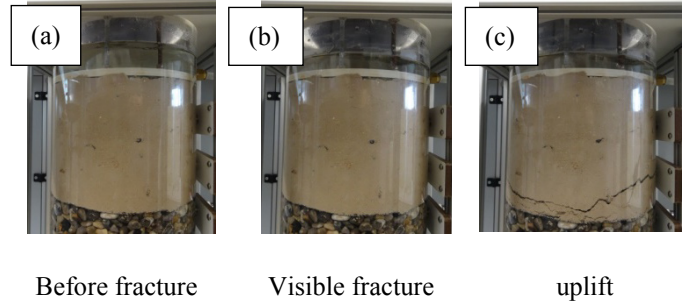 (a)
(b)
(c)
Before fracture
Visible fracture
uplift